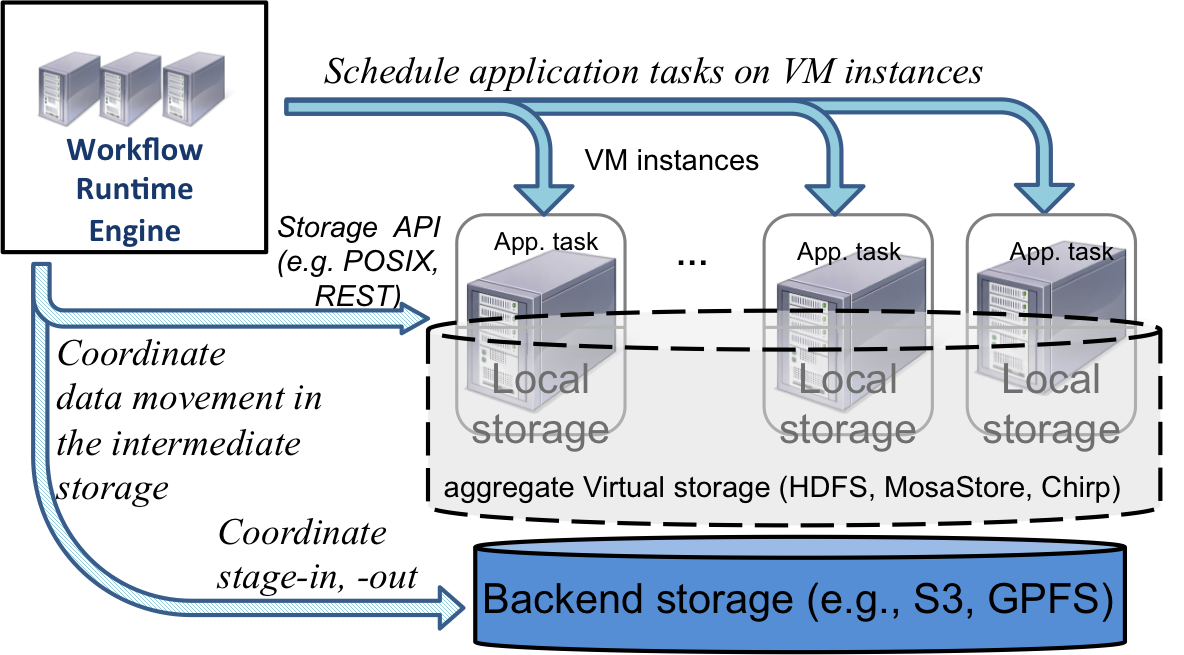 Schedule application tasks on VM instances
Workflow
Runtime
Engine
VM instances
Storage API
(e.g. POSIX,
REST)
App. task
...
App. task
App. task
Coordinate
data movement in
the intermediate
storage
Local
storage
Local
storage
Local
storage
aggregate Virtual storage (HDFS, MosaStore, Chirp)
Coordinate
stage-in, -out
Backend storage (e.g., S3, GPFS)